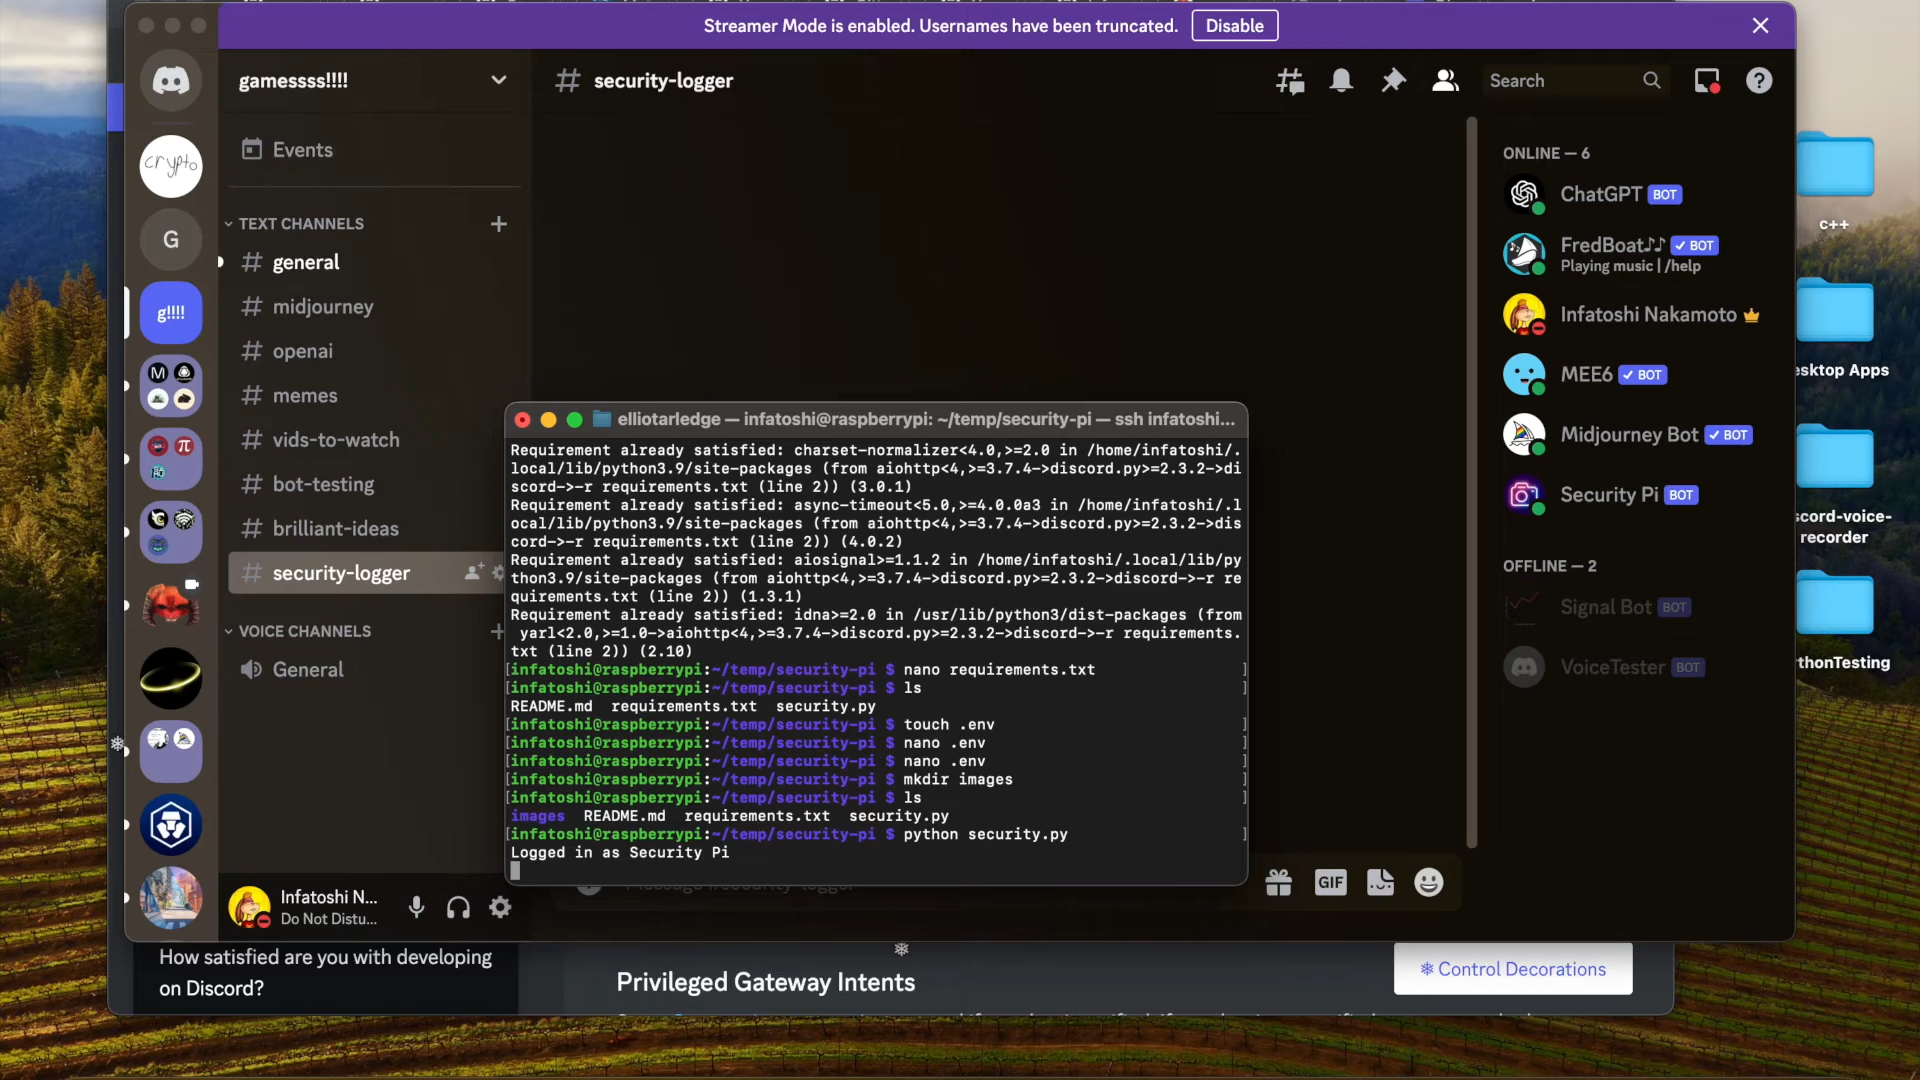 Streamer Mode is enabled. Usernames have been truncated.
Disable
gamessss!!!!
# security-logger
Search
crypto
G
g!!!!
Events
TEXT CHANNELS
# general
# midjourney
# openai
# memes
# vids-to-watch
# bot-testing
# brilliant-ideas
# security-logger
VOICE CHANNELS
General
Infatoshi N...
Do Not Distu...
ONLINE — 6
ChatGPT BOT
FredBoat♪♪ ✓ BOT
Playing music | /help
Infatoshi Nakamoto
MEE6 ✓ BOT
Midjourney Bot ✓ BOT
Security Pi BOT
OFFLINE — 2
Signal Bot BOT
VoiceTester BOT
elliotarledge — infatoshi@raspberrypi: ~/temp/security-pi — ssh infatoshi...
Requirement already satisfied: charset-normalizer<4.0,>=2.0 in /home/infatoshi/.
local/lib/python3.9/site-packages (from aiohttp<4,>=3.7.4->discord.py>=2.3.2->di
scord->-r requirements.txt (line 2)) (3.0.1)
Requirement already satisfied: async-timeout<5.0,>=4.0.0a3 in /home/infatoshi/.l
ocal/lib/python3.9/site-packages (from aiohttp<4,>=3.7.4->discord.py>=2.3.2->dis
cord->-r requirements.txt (line 2)) (4.0.2)
Requirement already satisfied: aiosignal>=1.1.2 in /home/infatoshi/.local/lib/py
thon3.9/site-packages (from aiohttp<4,>=3.7.4->discord.py>=2.3.2->discord->-r re
quirements.txt (line 2)) (1.3.1)
Requirement already satisfied: idna>=2.0 in /usr/lib/python3/dist-packages (from
yarl<2.0,>=1.0->aiohttp<4,>=3.7.4->discord.py>=2.3.2->discord->-r requirements.
txt (line 2)) (2.10)
[infatoshi@raspberrypi:~/temp/security-pi $ nano requirements.txt ]
[infatoshi@raspberrypi:~/temp/security-pi $ ls ]
README.md requirements.txt security.py
[infatoshi@raspberrypi:~/temp/security-pi $ touch .env ]
[infatoshi@raspberrypi:~/temp/security-pi $ nano .env ]
[infatoshi@raspberrypi:~/temp/security-pi $ nano .env ]
[infatoshi@raspberrypi:~/temp/security-pi $ mkdir images ]
[infatoshi@raspberrypi:~/temp/security-pi $ ls ]
images README.md requirements.txt security.py
[infatoshi@raspberrypi:~/temp/security-pi $ python security.py ]
Logged in as Security Pi
GIF
How satisfied are you with developing
on Discord?
Privileged Gateway Intents
❄ Control Decorations
c++
esktop Apps
scord-voice-
recorder
thonTesting